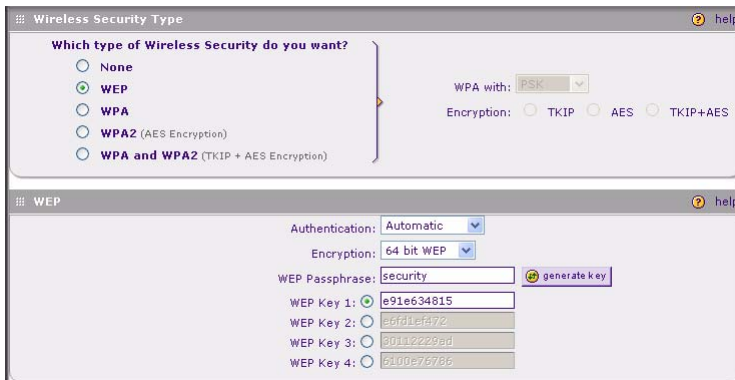 Wireless Security Type help
Which type of Wireless Security do you want?
None
WEP
WPA
WPA2 (AES Encryption)
WPA and WPA2 (TKIP + AES Encryption)
WPA with: PSK
Encryption: TKIP AES TKIP+AES
WEP help
Authentication: Automatic
Encryption: 64 bit WEP
WEP Passphrase: security generate key
WEP Key 1: e91e634815
WEP Key 2: e6fd1ef472
WEP Key 3: 30112229ad
WEP Key 4: 6100e76786